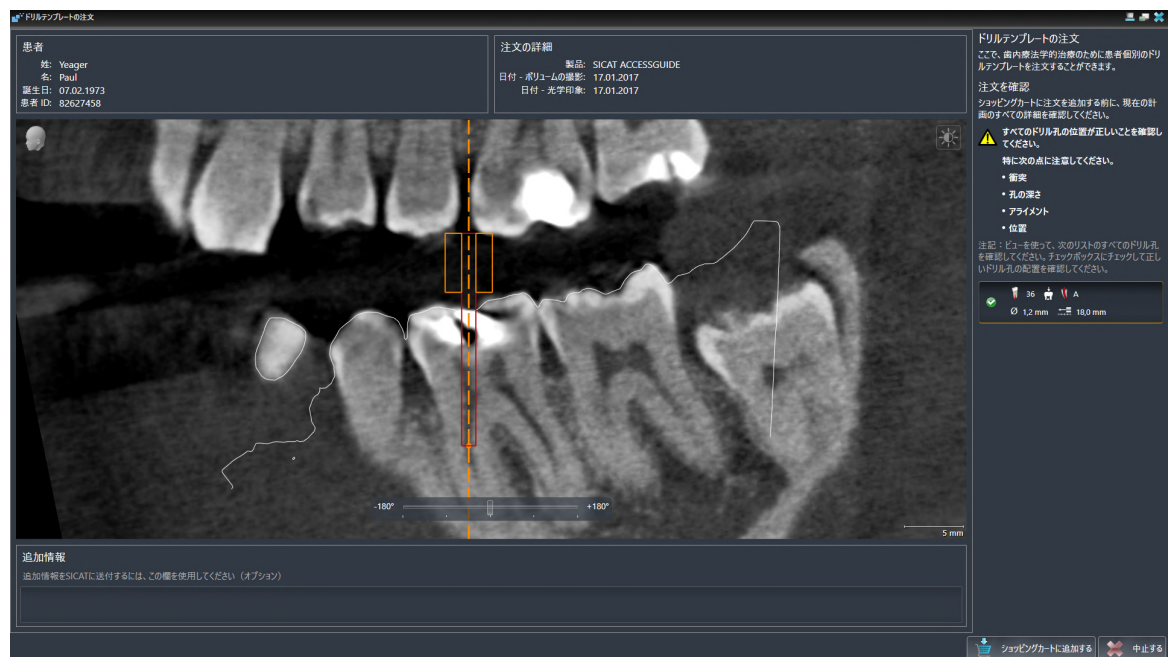 ドリルテンプレートの注文
患者
姓: Yeager
名: Paul
誕生日: 07.02.1973
患者 ID: 82627458
注文の詳細
製品: SICAT ACCESSGUIDE
日付 - ボリュームの撮影: 17.01.2017
日付 - 光学印象: 17.01.2017
-180°
+180°
5 mm
追加情報
追加情報をSICATに送付するには、この欄を使用してください（オプション）
ドリルテンプレートの注文
ここで、歯内療法学的治療のために患者個別のドリ
ルテンプレートを注文することができます。
注文を確認
ショッピングカートに注文を追加する前に、現在の計
画のすべての詳細を確認してください。
すべてのドリル孔の位置が正しいことを確認し
てください。
特に次の点に注意してください。
• 衝突
• 孔の深さ
• アライメント
• 位置
注記：ビューを使って、次のリストのすべてのドリル孔
を確認してください。チェックボックスにチェックして正し
いドリル孔の配置を確認してください。
36 A
Ø 1,2 mm 18,0 mm
ショッピングカートに追加する
中止する